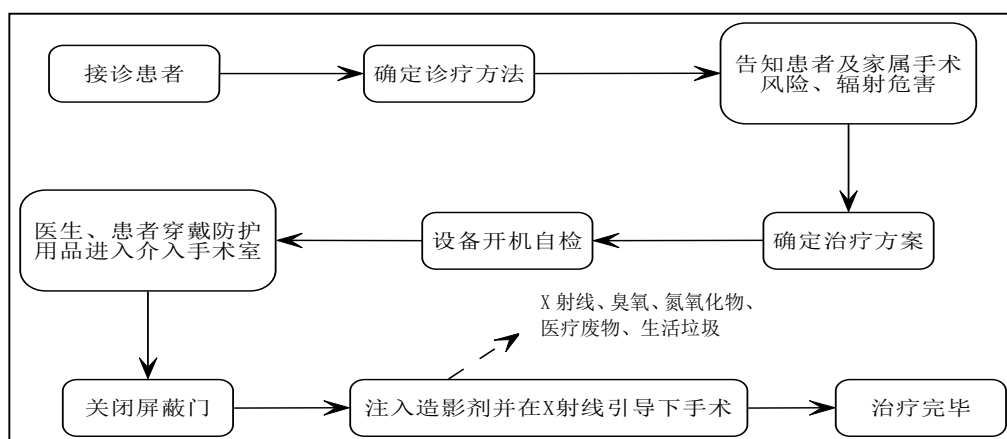 接诊患者
确定诊疗方法
告知患者及家属手术
风险、辐射危害
医生、患者穿戴防护
用品进入介入手术室
设备开机自检
确定治疗方案
X 射线、臭氧、氮氧化物、
医疗废物、生活垃圾
关闭屏蔽门
注入造影剂并在X射线引导下手术
治疗完毕